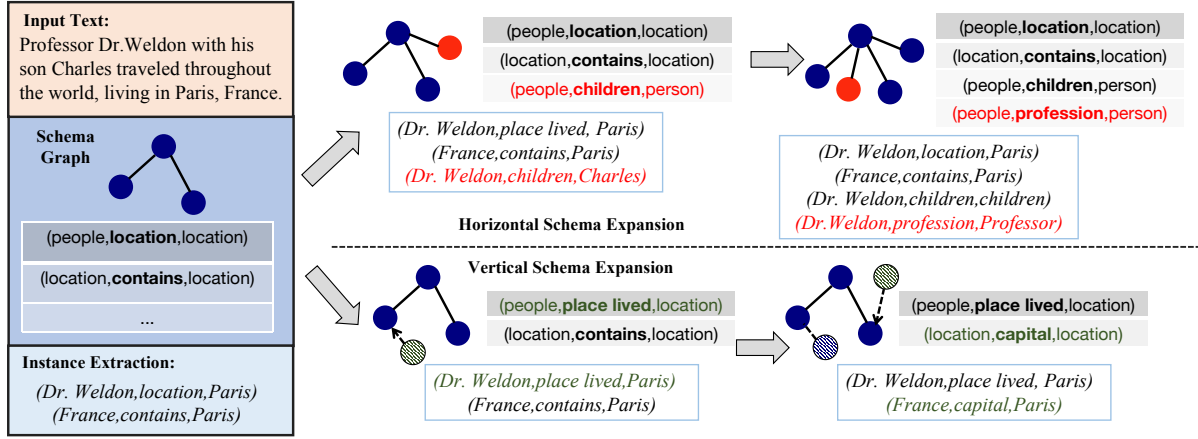 Input Text:
Professor Dr.Weldon with his
son Charles traveled throughout
the world, living in Paris, France.
Schema
Graph
(people,location,location)
(location,contains,location)
...
Instance Extraction:
(Dr. Weldon,location,Paris)
(France,contains,Paris)
(people,location,location)
(location,contains,location)
(people,children,person)
(Dr. Weldon,place lived, Paris)
(France,contains,Paris)
(Dr. Weldon,children,Charles)
(people,location,location)
(location,contains,location)
(people,children,person)
(people,profession,person)
(Dr. Weldon,location,Paris)
(France,contains,Paris)
(Dr. Weldon,children,children)
(Dr.Weldon,profession,Professor)
Horizontal Schema Expansion
Vertical Schema Expansion
(people,place lived,location)
(location,contains,location)
(Dr. Weldon,place lived,Paris)
(France,contains,Paris)
(people,place lived,location)
(location,capital,location)
(Dr. Weldon,place lived, Paris)
(France,capital,Paris)